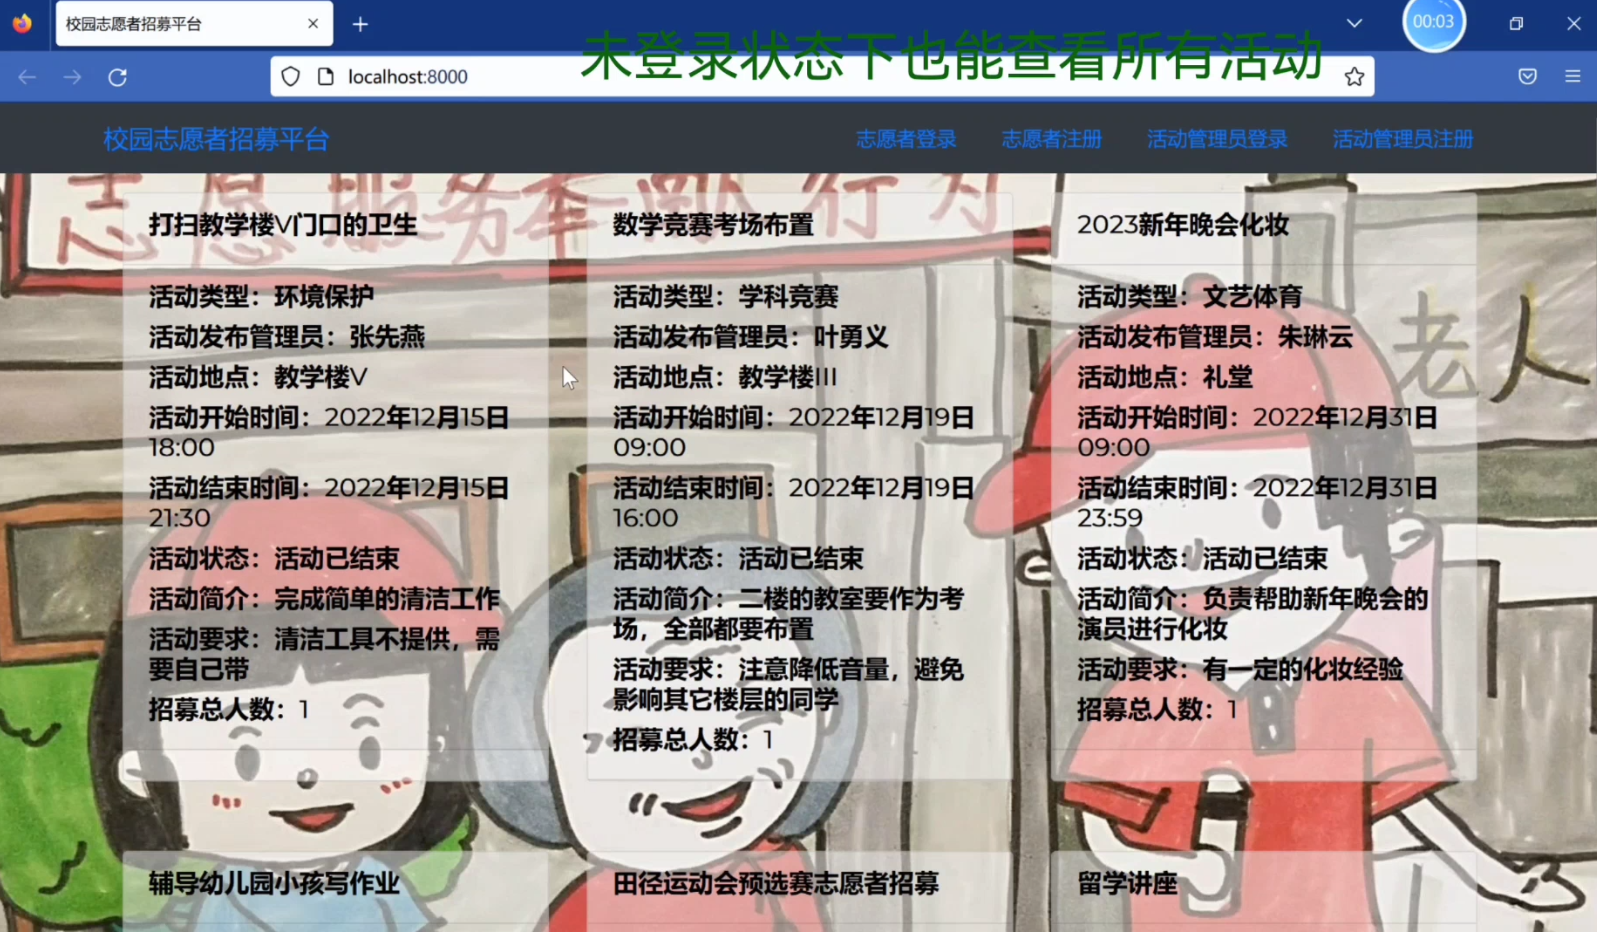 校园志愿者招募平台
00:03
未登录状态下也能查看所有活动
localhost:8000
校园志愿者招募平台
志愿者登录 志愿者注册 活动管理员登录 活动管理员注册
打扫教学楼V门口的卫生
活动类型：环境保护
活动发布管理员：张先燕
活动地点：教学楼V
活动开始时间：2022年12月15日
18:00
活动结束时间：2022年12月15日
21:30
活动状态：活动已结束
活动简介：完成简单的清洁工作
活动要求：清洁工具不提供，需
要自己带
招募总人数：1
数学竞赛考场布置
活动类型：学科竞赛
活动发布管理员：叶勇义
活动地点：教学楼III
活动开始时间：2022年12月19日
09:00
活动结束时间：2022年12月19日
16:00
活动状态：活动已结束
活动简介：二楼的教室要作为考
场，全部都要布置
活动要求：注意降低音量，避免
影响其它楼层的同学
招募总人数：1
2023新年晚会化妆
活动类型：文艺体育
活动发布管理员：朱琳云
活动地点：礼堂
活动开始时间：2022年12月31日
09:00
活动结束时间：2022年12月31日
23:59
活动状态：活动已结束
活动简介：负责帮助新年晚会的
演员进行化妆
活动要求：有一定的化妆经验
招募总人数：1
老人
辅导幼儿园小孩写作业
田径运动会预选赛志愿者招募
留学讲座